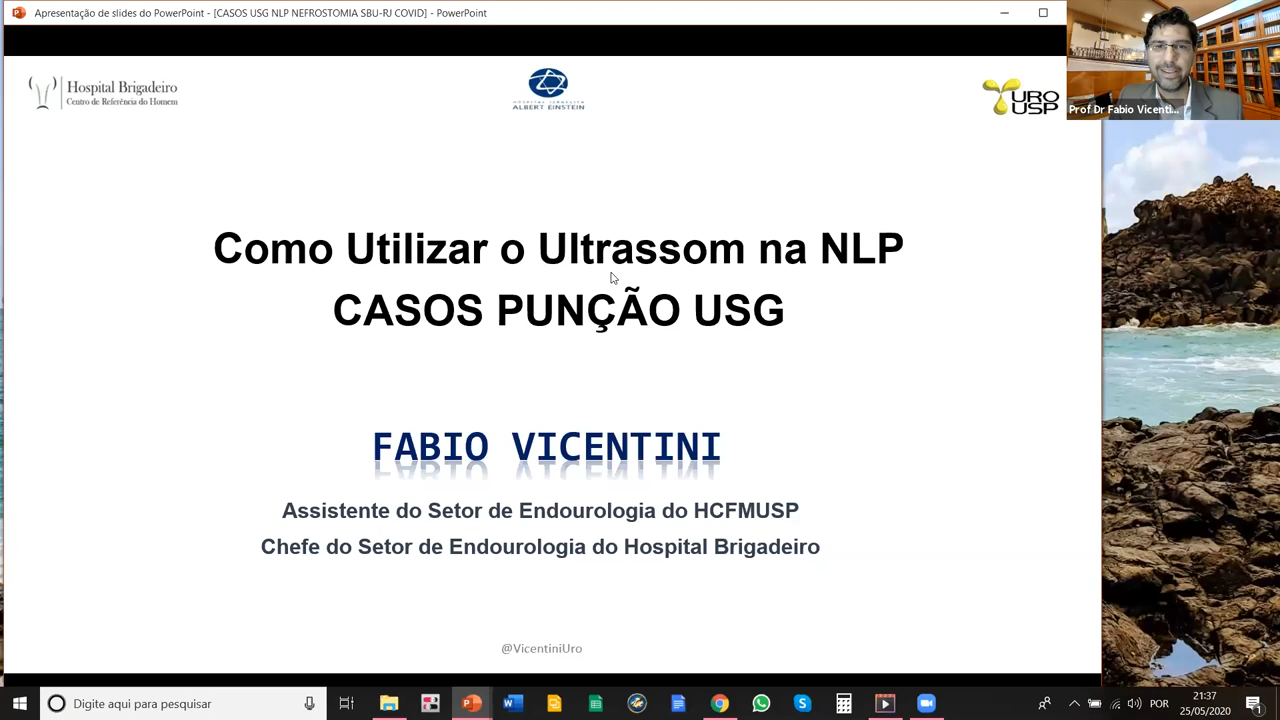 Apresentação de slides do PowerPoint - [CASOS USG NLP NEFROSTOMIA SBU-RJ COVID] - PowerPoint
Hospital Brigadeiro
Centro de Referência do Homem
HOSPITAL ISRAELITA
ALBERT EINSTEIN
URO
USP
Prof Dr Fabio Vicenti...
Como Utilizar o Ultrassom na NLP
CASOS PUNÇÃO USG
FABIO VICENTINI
Assistente do Setor de Endourologia do HCFMUSP
Chefe do Setor de Endourologia do Hospital Brigadeiro
@VicentiniUro
Digite aqui para pesquisar
POR
21:37
25/05/2020
1